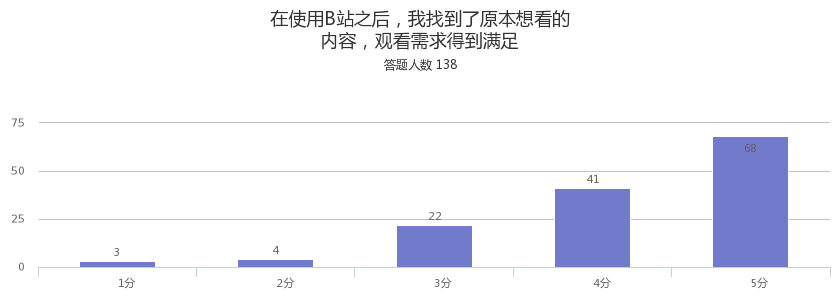 在使用B站之后，我找到了原本想看的
内容，观看需求得到满足
答题人数 138
75
50
25
0
3
4
22
41
68
1分
2分
3分
4分
5分